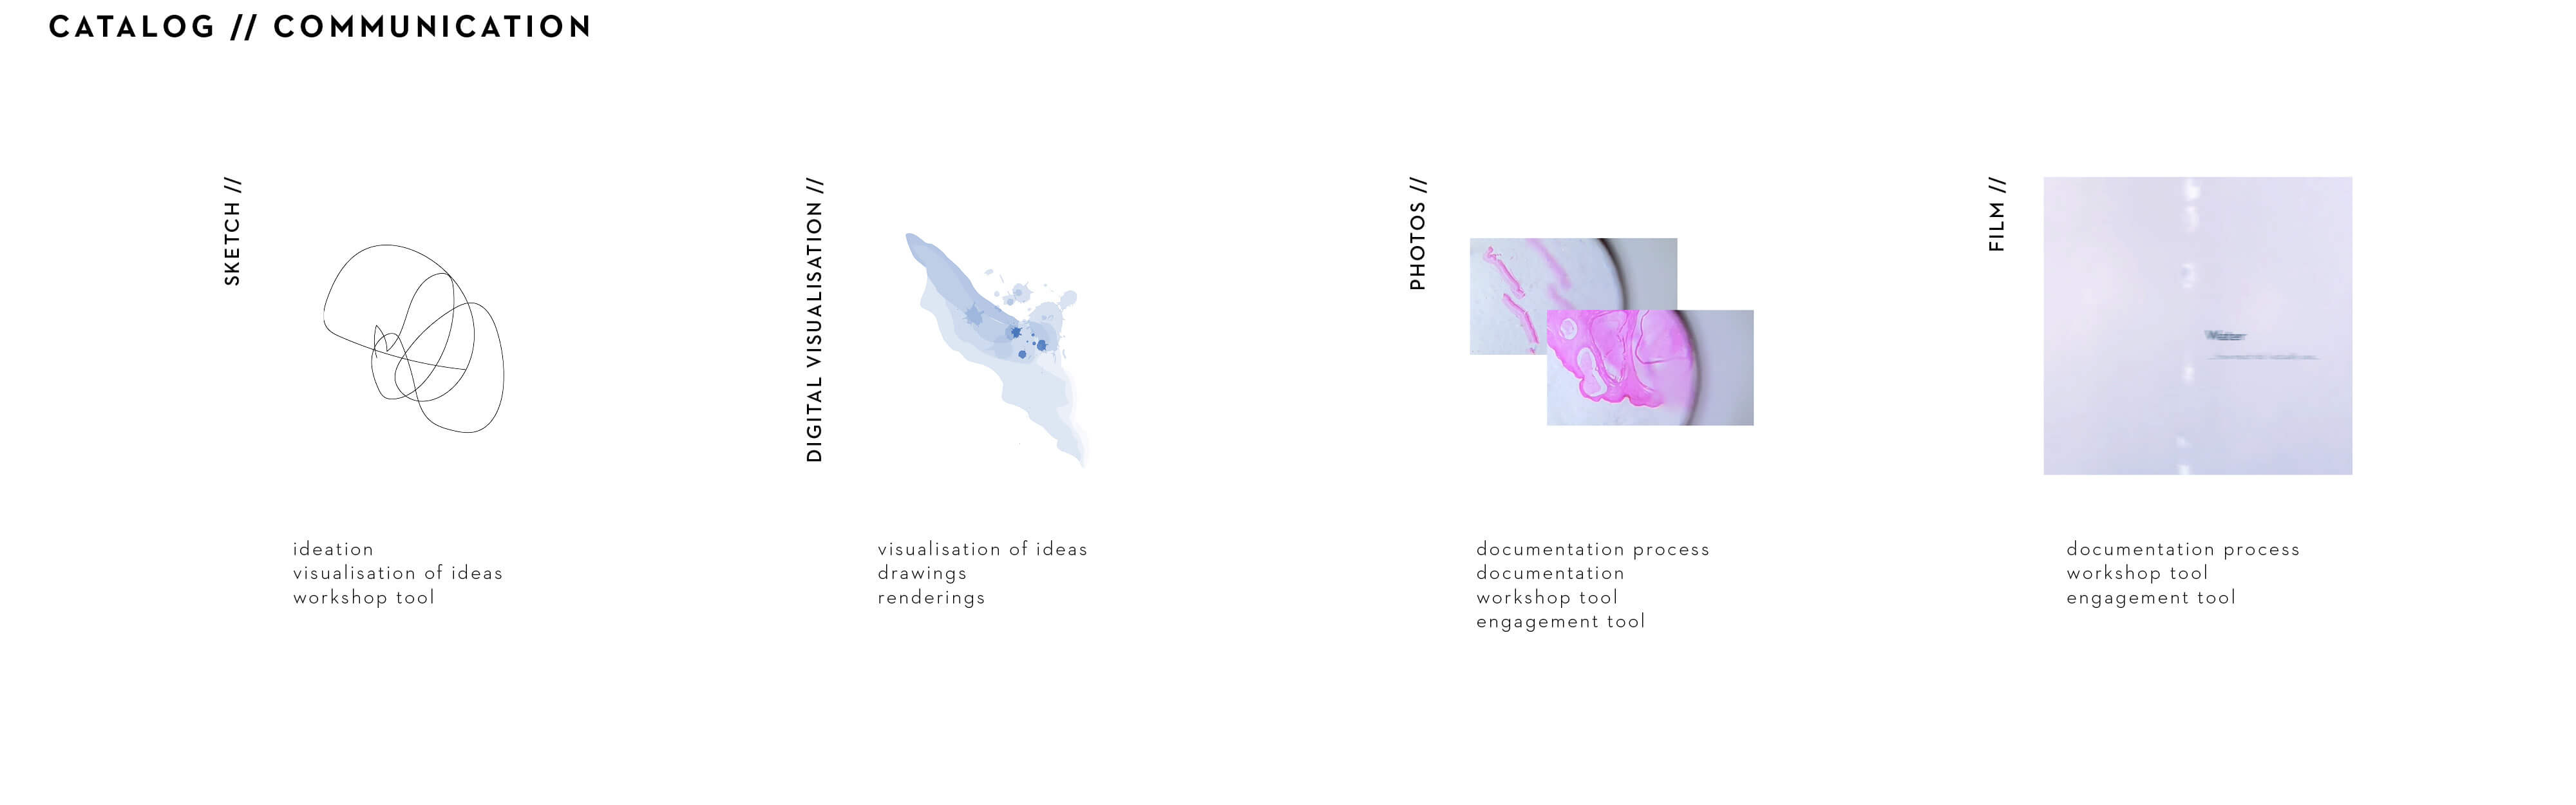 CATALOG // COMMUNICATION
SKETCH //
ideation
visualisation of ideas
workshop tool
DIGITAL VISUALISATION //
visualisation of ideas
drawings
renderings
PHOTOS //
documentation process
documentation
workshop tool
engagement tool
FILM //
documentation process
workshop tool
engagement tool